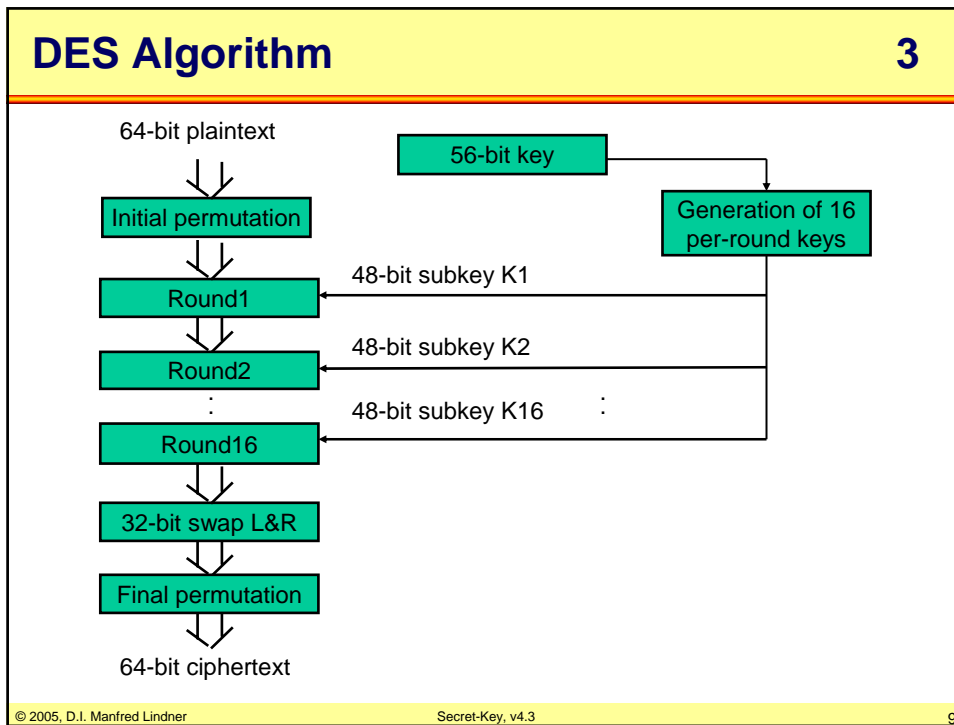 DES Algorithm 3
64-bit plaintext
56-bit key
Initial permutation
Generation of 16
per-round keys
48-bit subkey K1
Round1
48-bit subkey K2
Round2
:
48-bit subkey K16 :
Round16
32-bit swap L&R
Final permutation
64-bit ciphertext
© 2005, D.I. Manfred Lindner Secret-Key, v4.3 9